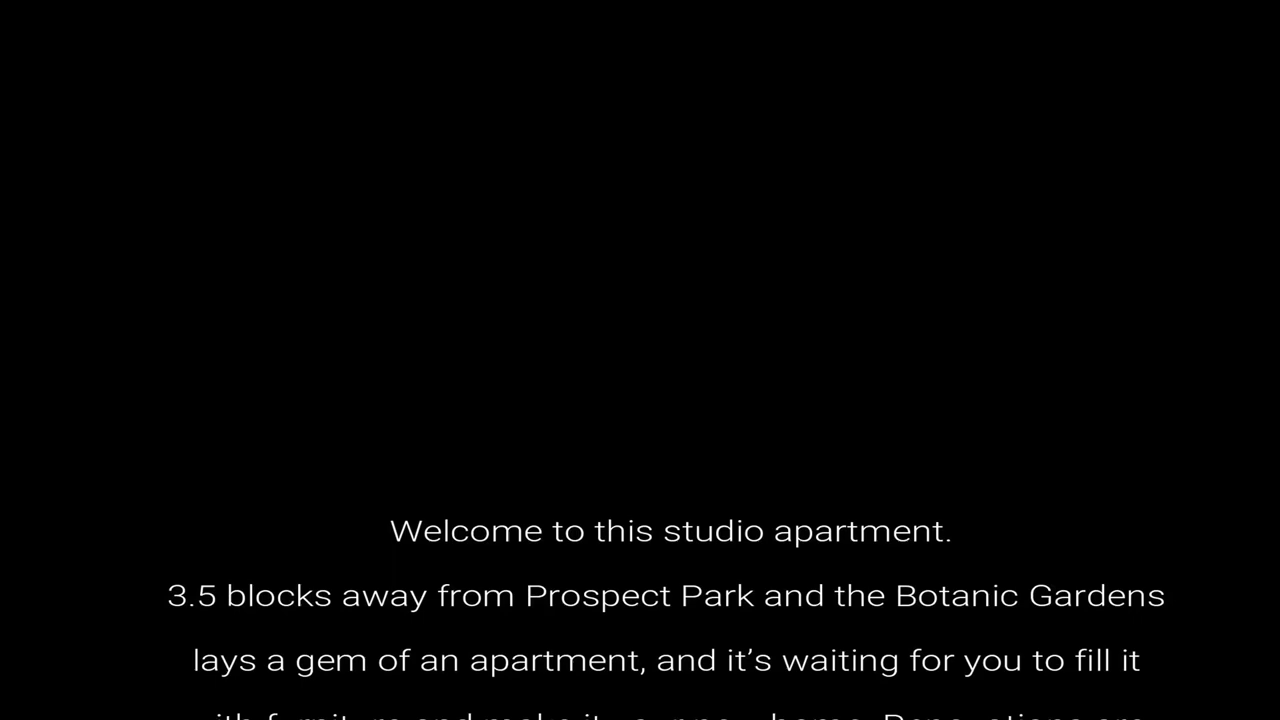 Welcome to this studio apartment.
3.5 blocks away from Prospect Park and the Botanic Gardens
lays a gem of an apartment, and it’s waiting for you to fill it